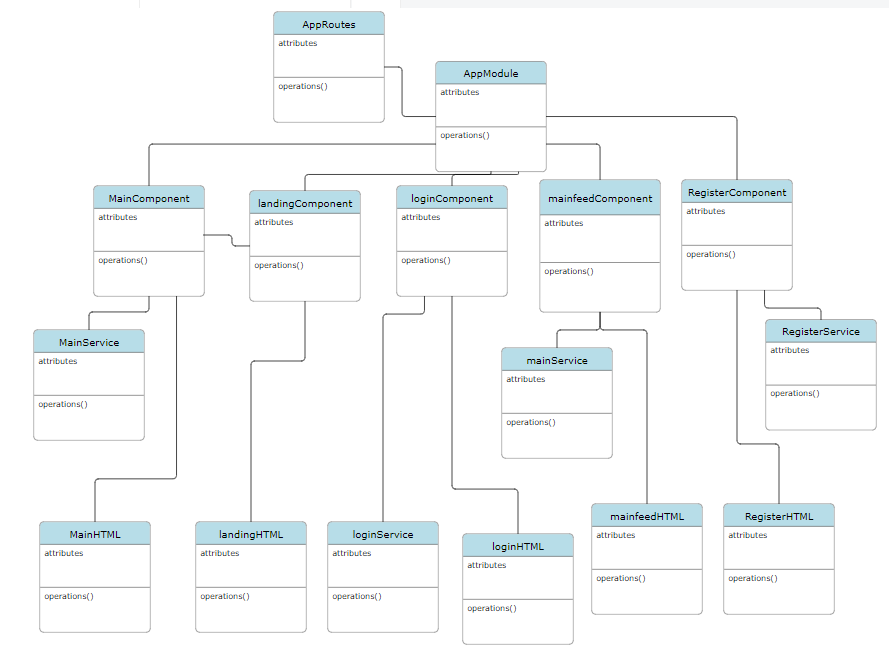 AppRoutes
attributes
operations()
AppModule
attributes
operations()
MainComponent
attributes
operations()
landingComponent
attributes
operations()
loginComponent
attributes
operations()
mainfeedComponent
attributes
operations()
RegisterComponent
attributes
operations()
MainService
attributes
operations()
mainService
attributes
operations()
RegisterService
attributes
operations()
MainHTML
attributes
operations()
landingHTML
attributes
operations()
loginService
attributes
operations()
loginHTML
attributes
operations()
mainfeedHTML
attributes
operations()
RegisterHTML
attributes
operations()